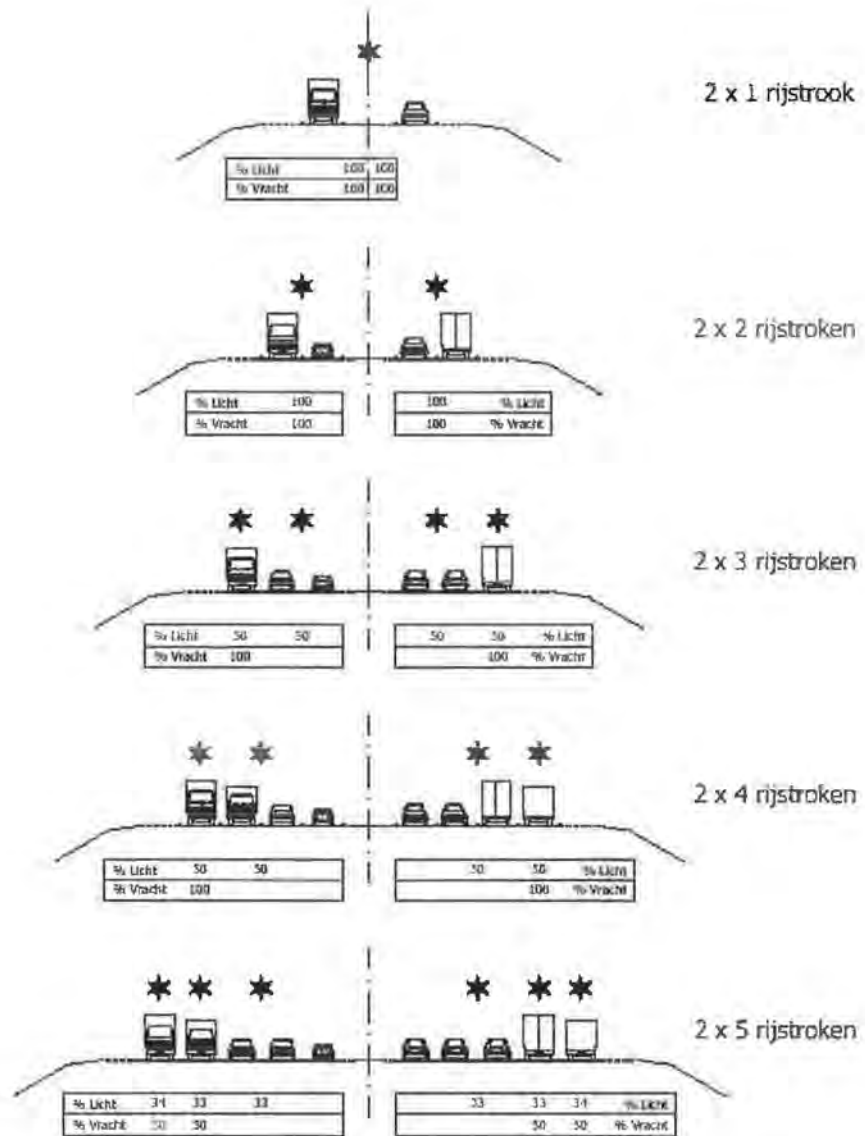 2 x 1 rijstrook
% Licht 100 100
% Vracht 100 100
2 x 2 rijstroken
% Licht 100 100 % Licht
% Vracht 100 100 % Vracht
2 x 3 rijstroken
% Licht 50 50 50 50 % Licht
% Vracht 100 100 % Vracht
2 x 4 rijstroken
% Licht 50 50 50 50 % Licht
% Vracht 100 100 % Vracht
2 x 5 rijstroken
% Licht 34 33 33 33 33 34 % Licht
% Vracht 50 50 50 50 % Vracht